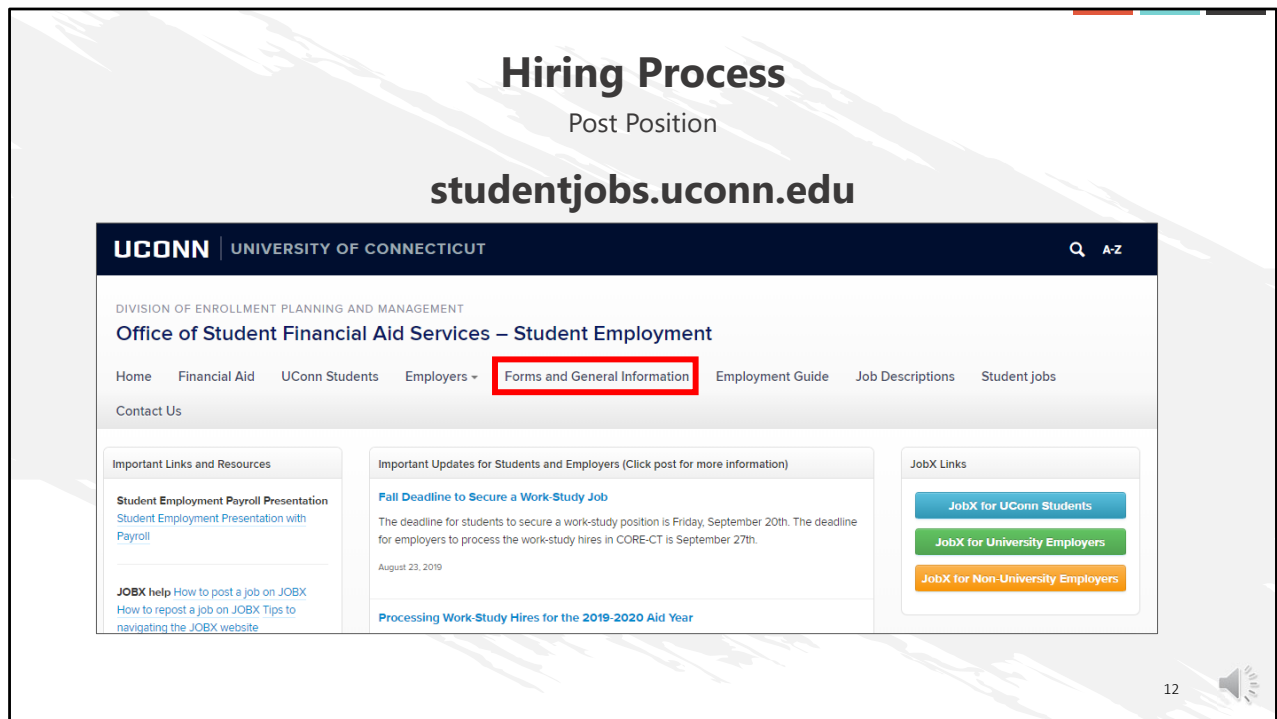 Hiring Process
Post Position
studentjobs.uconn.edu
UCONN UNIVERSITY OF CONNECTICUT
A-Z
DIVISION OF ENROLLMENT PLANNING AND MANAGEMENT
Office of Student Financial Aid Services – Student Employment
Home Financial Aid UConn Students Employers Forms and General Information Employment Guide Job Descriptions Student jobs
Contact Us
Important Links and Resources
Student Employment Payroll Presentation
Student Employment Presentation with
Payroll
JOBX help How to post a job on JOBX
How to repost a job on JOBX Tips to
navigating the JOBX website
Important Updates for Students and Employers (Click post for more information)
Fall Deadline to Secure a Work-Study Job
The deadline for students to secure a work-study position is Friday, September 20th. The deadline
for employers to process the work-study hires in CORE-CT is September 27th.
August 23, 2019
Processing Work-Study Hires for the 2019-2020 Aid Year
JobX Links
JobX for UConn Students
JobX for University Employers
JobX for Non-University Employers
12